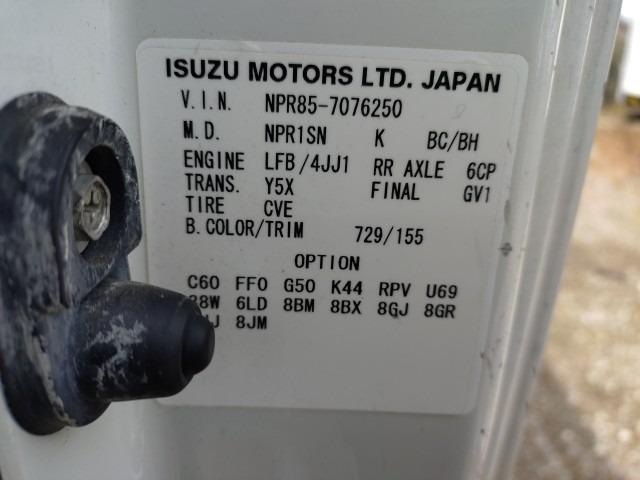 ISUZU MOTORS LTD. JAPAN
V.I.N. NPR85-7076250
M.D. NPR1SN K BC/BH
ENGINE LFB/4JJ1 RR AXLE 6CP
TRANS. Y5X FINAL GV1
TIRE CVE
B.COLOR/TRIM 729/155
OPTION
C60 FF0 G50 K44 RPV U69
6LD 8BM 8BX 8GJ 8GR
8JM